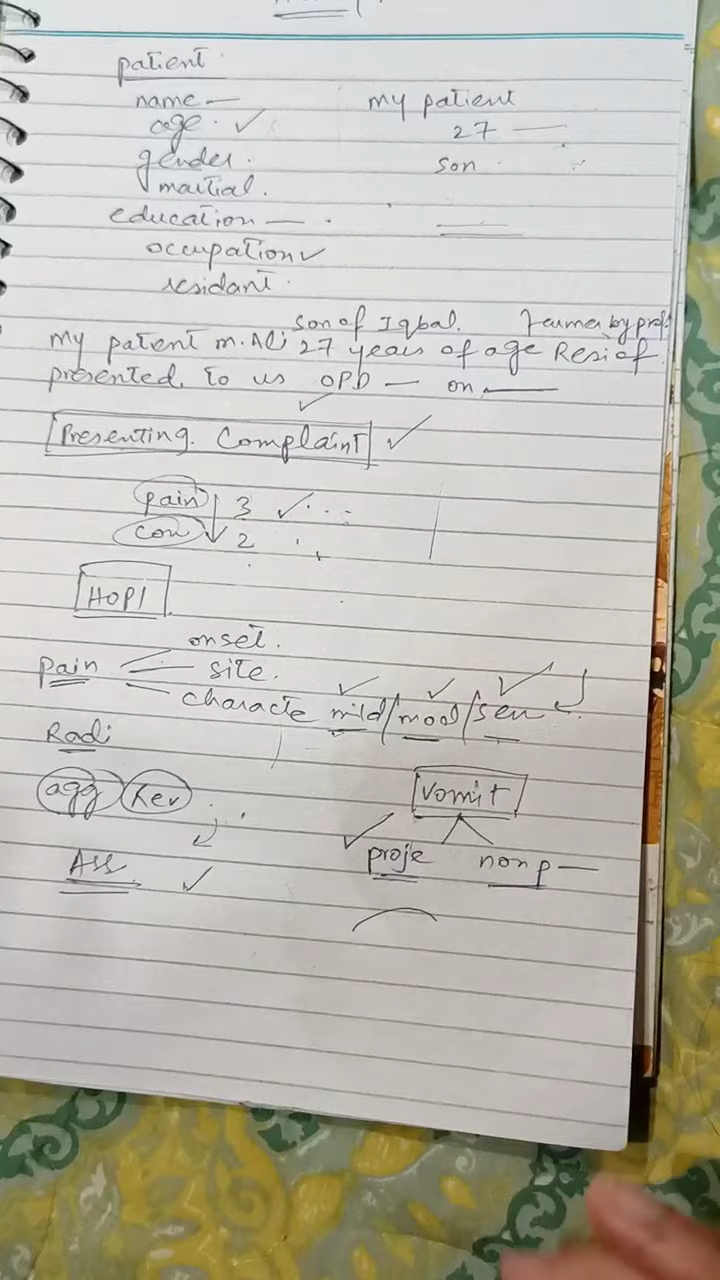 patient.
name — my patient
age. 27 —
gender. son
maitial.
education — .
occupation
residant.
son of Iqbal. Farmer by prof.
my patient m. Ali 27 years of age Resi of
presented. to us OPD — on —
Presenting. Complaint
pain 3
con 2
HOPI
onset.
pain site.
characte mild/mod/sev
Radi
agg Rev vomit
Ass proje nonp —